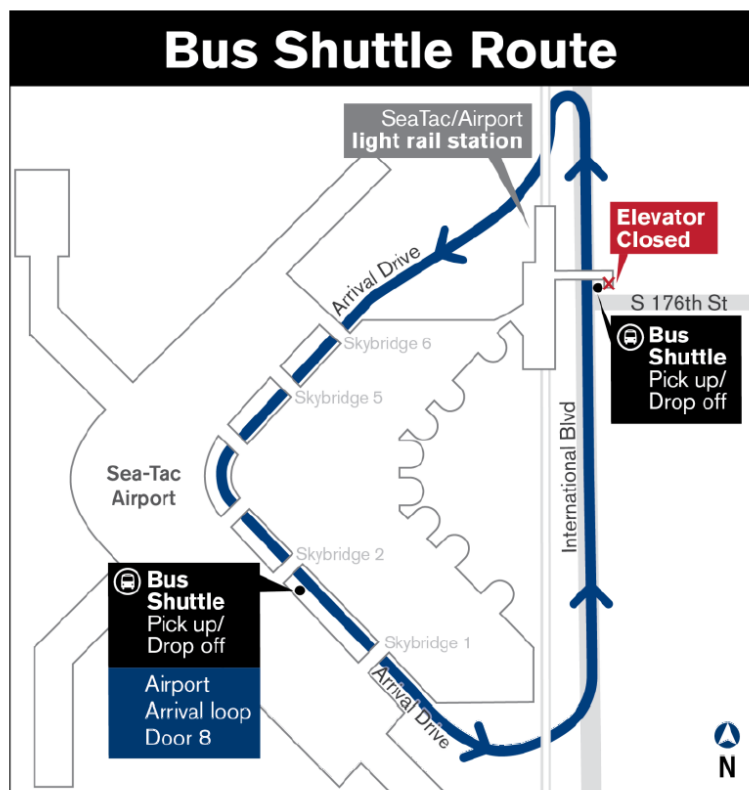 Bus Shuttle Route
SeaTac/Airport
light rail station
Elevator
Closed
Arrival Drive
S 176th St
Bus
Shuttle
Pick up/
Drop off
Skybridge 6
Skybridge 5
International Blvd
Sea-Tac
Airport
Skybridge 2
Bus
Shuttle
Pick up/
Drop off
Airport
Arrival loop
Door 8
Skybridge 1
Arrival Drive
N